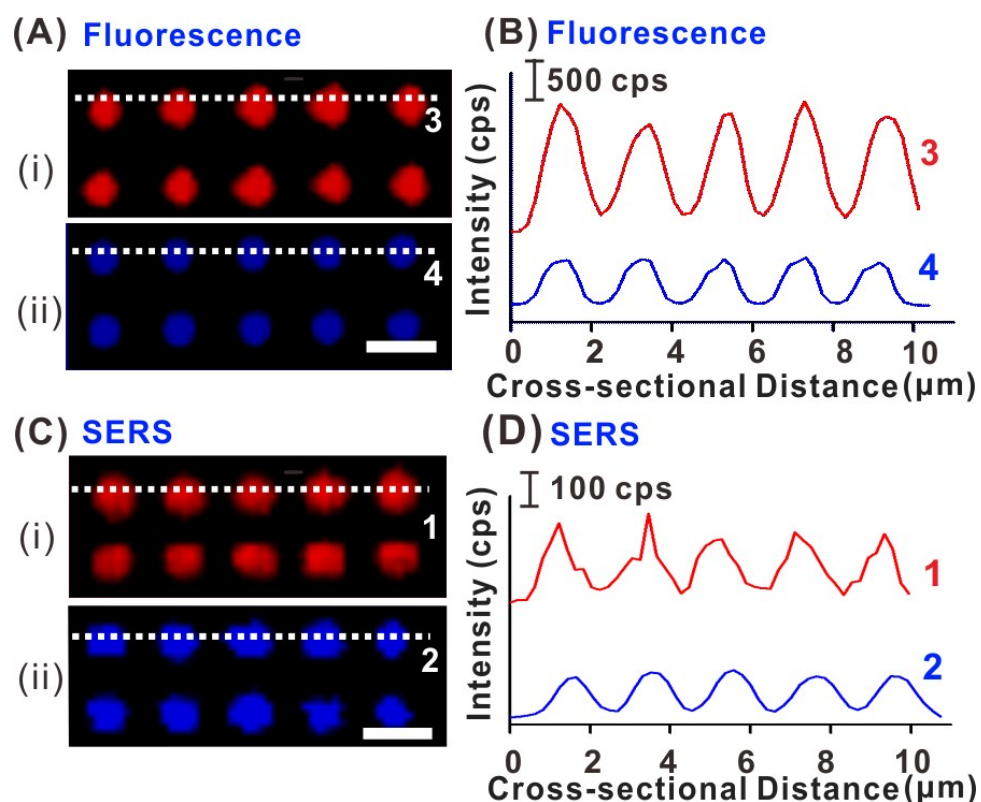 (A) Fluorescence
3
(i)
4
(ii)
(B) Fluorescence
500 cps
Intensity (cps)
3
4
0 2 4 6 8 10
Cross-sectional Distance (μm)
(C) SERS
1
(i)
2
(ii)
(D) SERS
100 cps
Intensity (cps)
1
2
0 2 4 6 8 10
Cross-sectional Distance (μm)